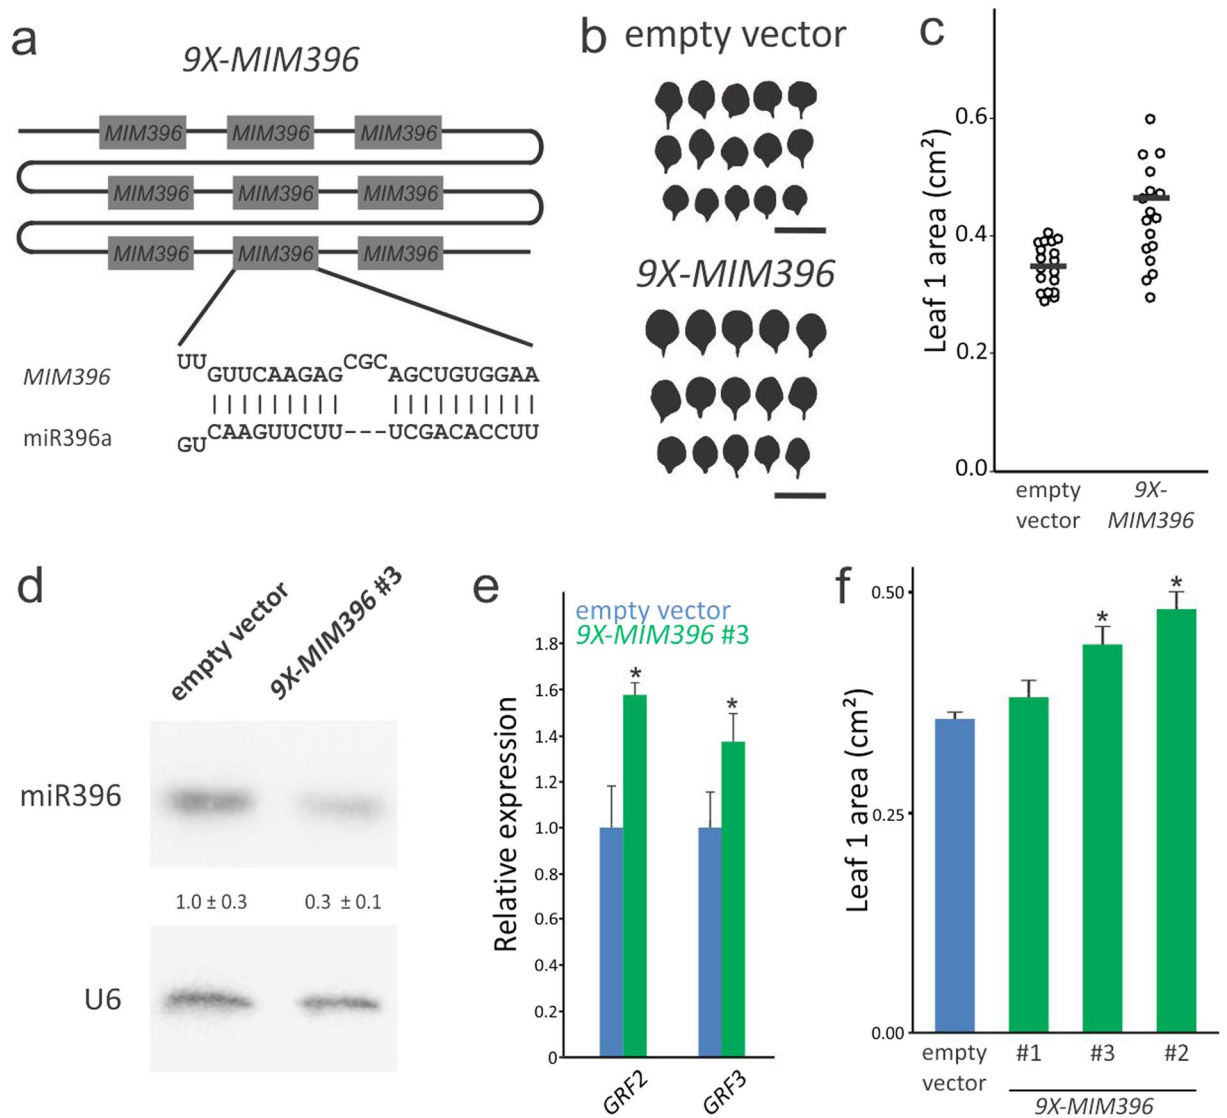 a
9X-MIM396
MIM396 MIM396 MIM396
MIM396 MIM396 MIM396
MIM396 MIM396 MIM396
MIM396 UU GUUCAAGAG CGC AGCUGUGGAA
miR396a GU CAAGUUCUU---UCGACACCUU
b empty vector
9X-MIM396
c
Leaf 1 area (cm²)
0.6
0.4
0.2
0.0
empty vector
9X-MIM396
d
empty vector
9X-MIM396 #3
miR396
1.0 ± 0.3 0.3 ± 0.1
U6
e
empty vector
9X-MIM396 #3
Relative expression
1.8
1.6
1.4
1.2
1.0
0.8
0.6
0.4
0.2
0
* *
GRF2 GRF3
f
Leaf 1 area (cm²)
0.50
0.25
0.00
* *
empty vector
#1 #3 #2
9X-MIM396